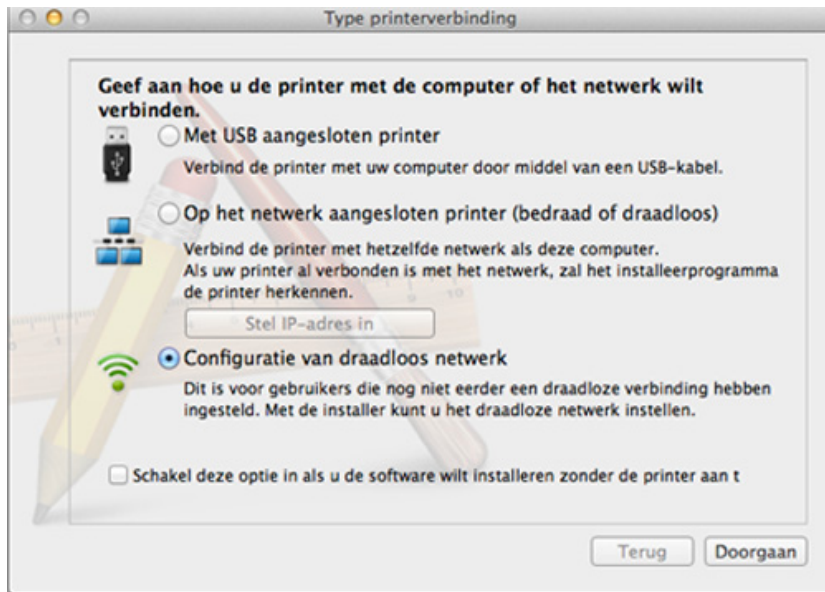 Type printerverbinding
Geef aan hoe u de printer met de computer of het netwerk wilt
verbinden.
Met USB aangesloten printer
Verbind de printer met uw computer door middel van een USB-kabel.
Op het netwerk aangesloten printer (bedraad of draadloos)
Verbind de printer met hetzelfde netwerk als deze computer.
Als uw printer al verbonden is met het netwerk, zal het installeerprogramma
de printer herkennen.
Stel IP-adres in
Configuratie van draadloos netwerk
Dit is voor gebruikers die nog niet eerder een draadloze verbinding hebben
ingesteld. Met de installer kunt u het draadloze netwerk instellen.
Schakel deze optie in als u de software wilt installeren zonder de printer aan t
Terug
Doorgaan